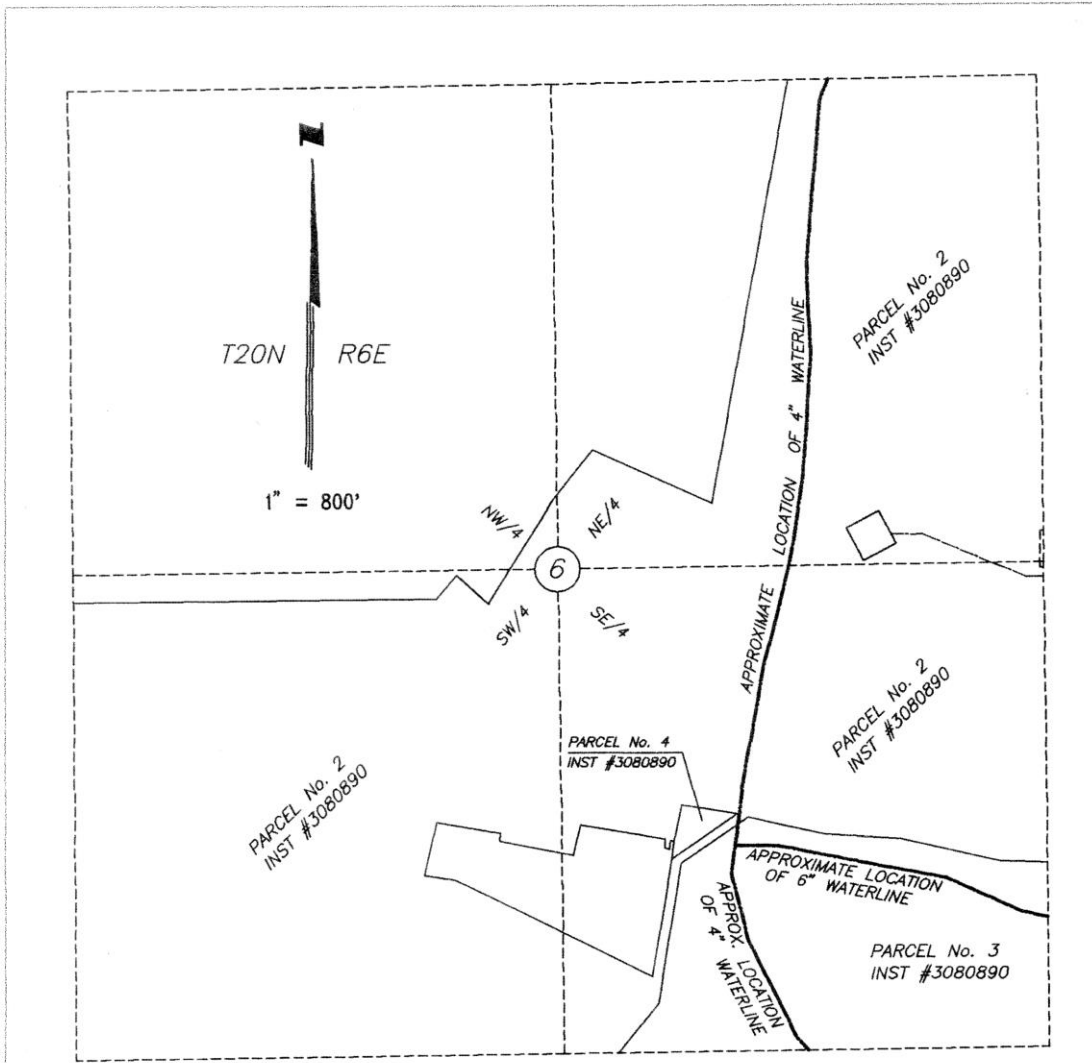 T20N R6E
1" = 800'
PARCEL No. 2
INST #3080890
APPROXIMATE LOCATION OF 4" WATERLINE
NW/4
NE/4
6
SW/4
SE/4
PARCEL No. 2
INST #3080890
PARCEL No. 4
INST #3080890
PARCEL No. 2
INST #3080890
APPROXIMATE LOCATION
OF 6" WATERLINE
APPROX. LOCATION
OF 4" WATERLINE
PARCEL No. 3
INST #3080890